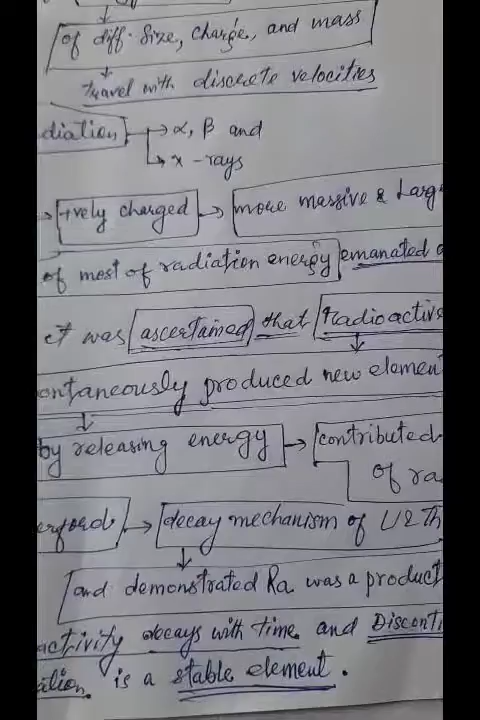 of diff. Size, charge, and mass
travel with discrete velocities
diation → α, β and
x-rays
+vely charged → more massive & Larg
of most of radiation energy emanated
it was ascertained that radioactive
ontaneously produced new element
by releasing energy → contributed
of ra
erford → decay mechanism of U & Th
and demonstrated Ra was a product
activity decays with time and Disconti
ation is a stable element.